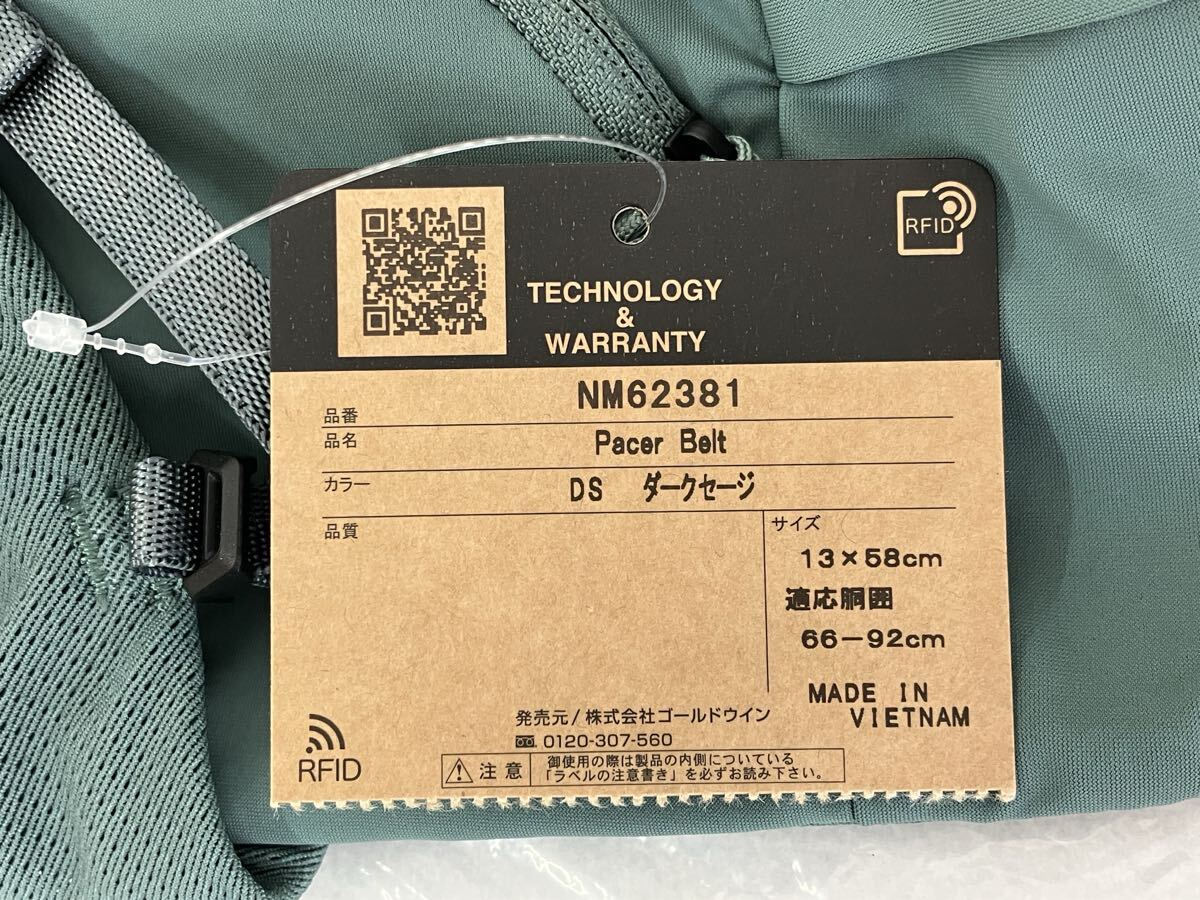 RFID
TECHNOLOGY
&
WARRANTY
品番 NM62381
品名 Pacer Belt
カラー DS ダークセージ
品質
サイズ
13×58cm
適応胴囲
66-92cm
MADE IN
VIETNAM
発売元/株式会社ゴールドウイン
0120-307-560
RFID
注意
御使用の際は製品の内側についている
「ラベルの注意書き」を必ずお読み下さい。